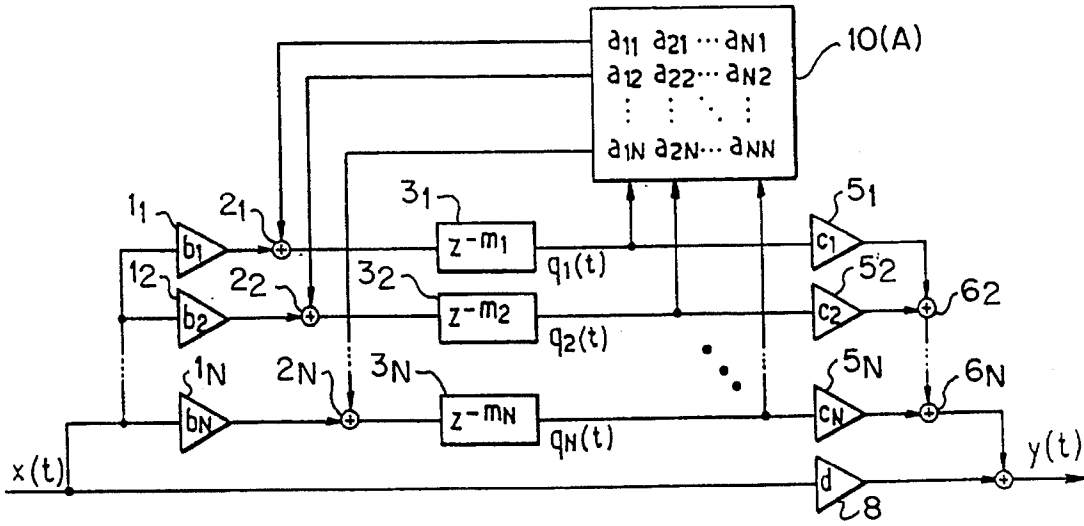 a11 a21 ··· aN1
10(A)
a12 a22 ··· aN2
⋮ ⋮ ⋱ ⋮
a1N a2N ··· aNN
11 21 31 51
b1 z-m1 c1
q1(t)
12 22 32 52
b2 z-m2 c2 62
q2(t)
1N 2N 3N 5N 6N
bN z-mN cN
qN(t)
x(t) y(t)
d
8